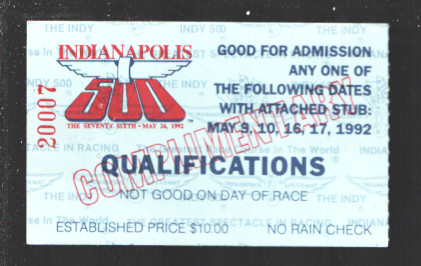 INDIANAPOLIS
500
THE SEVENTY SIXTH • MAY 24, 1992
20007
GOOD FOR ADMISSION
ANY ONE OF
THE FOLLOWING DATES
WITH ATTACHED STUB:
MAY 9, 10, 16, 17, 1992
COMPLIMENTARY
QUALIFICATIONS
NOT GOOD ON DAY OF RACE
ESTABLISHED PRICE $10.00 NO RAIN CHECK